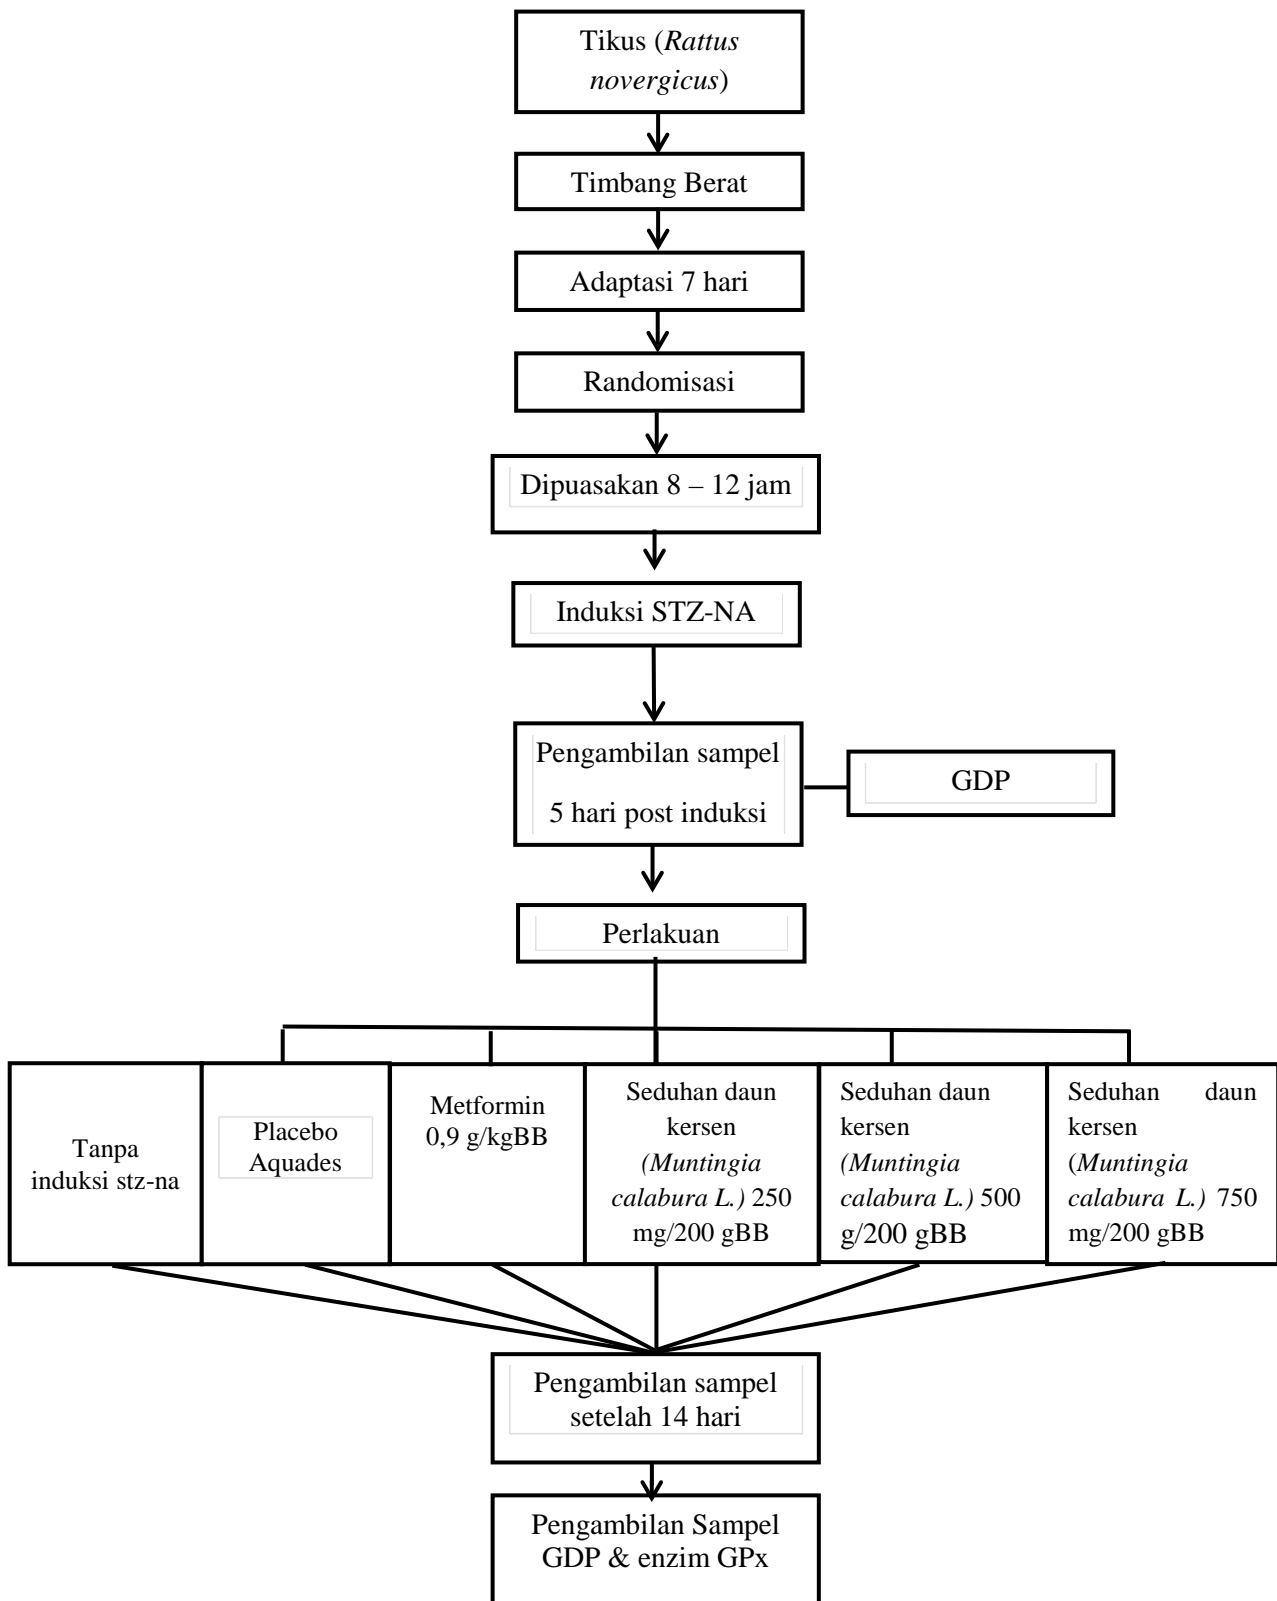 Tikus (Rattus
novergicus)
Timbang Berat
Adaptasi 7 hari
Randomisasi
Dipuasakan 8 – 12 jam
Induksi STZ-NA
Pengambilan sampel
5 hari post induksi
GDP
Perlakuan
Tanpa
induksi stz-na
Placebo
Aquades
Metformin
0,9 g/kgBB
Seduhan daun
kersen
(Muntingia
calabura L.) 250
mg/200 gBB
Seduhan daun
kersen
(Muntingia
calabura L.) 500
g/200 gBB
Seduhan daun
kersen
(Muntingia
calabura L.) 750
mg/200 gBB
Pengambilan sampel
setelah 14 hari
Pengambilan Sampel
GDP & enzim GPx